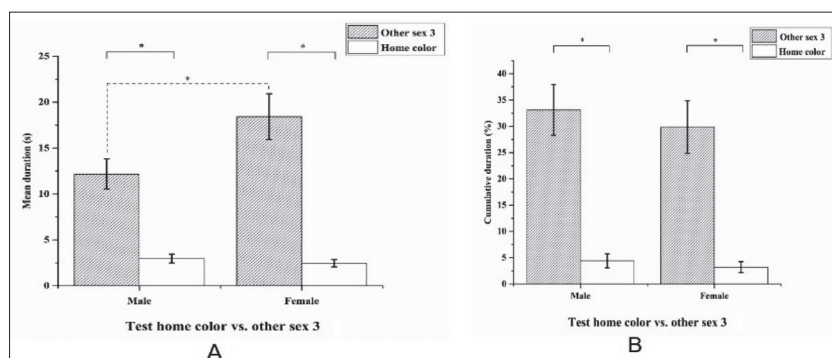 Other sex 3
Home color
*
*
*
Mean duration (s)
25
20
15
10
5
0
Male
Female
Test home color vs. other sex 3
A
Other sex 3
Home color
*
*
Cumulative duration (%)
40
35
30
25
20
15
10
5
0
Male
Female
Test home color vs. other sex 3
B